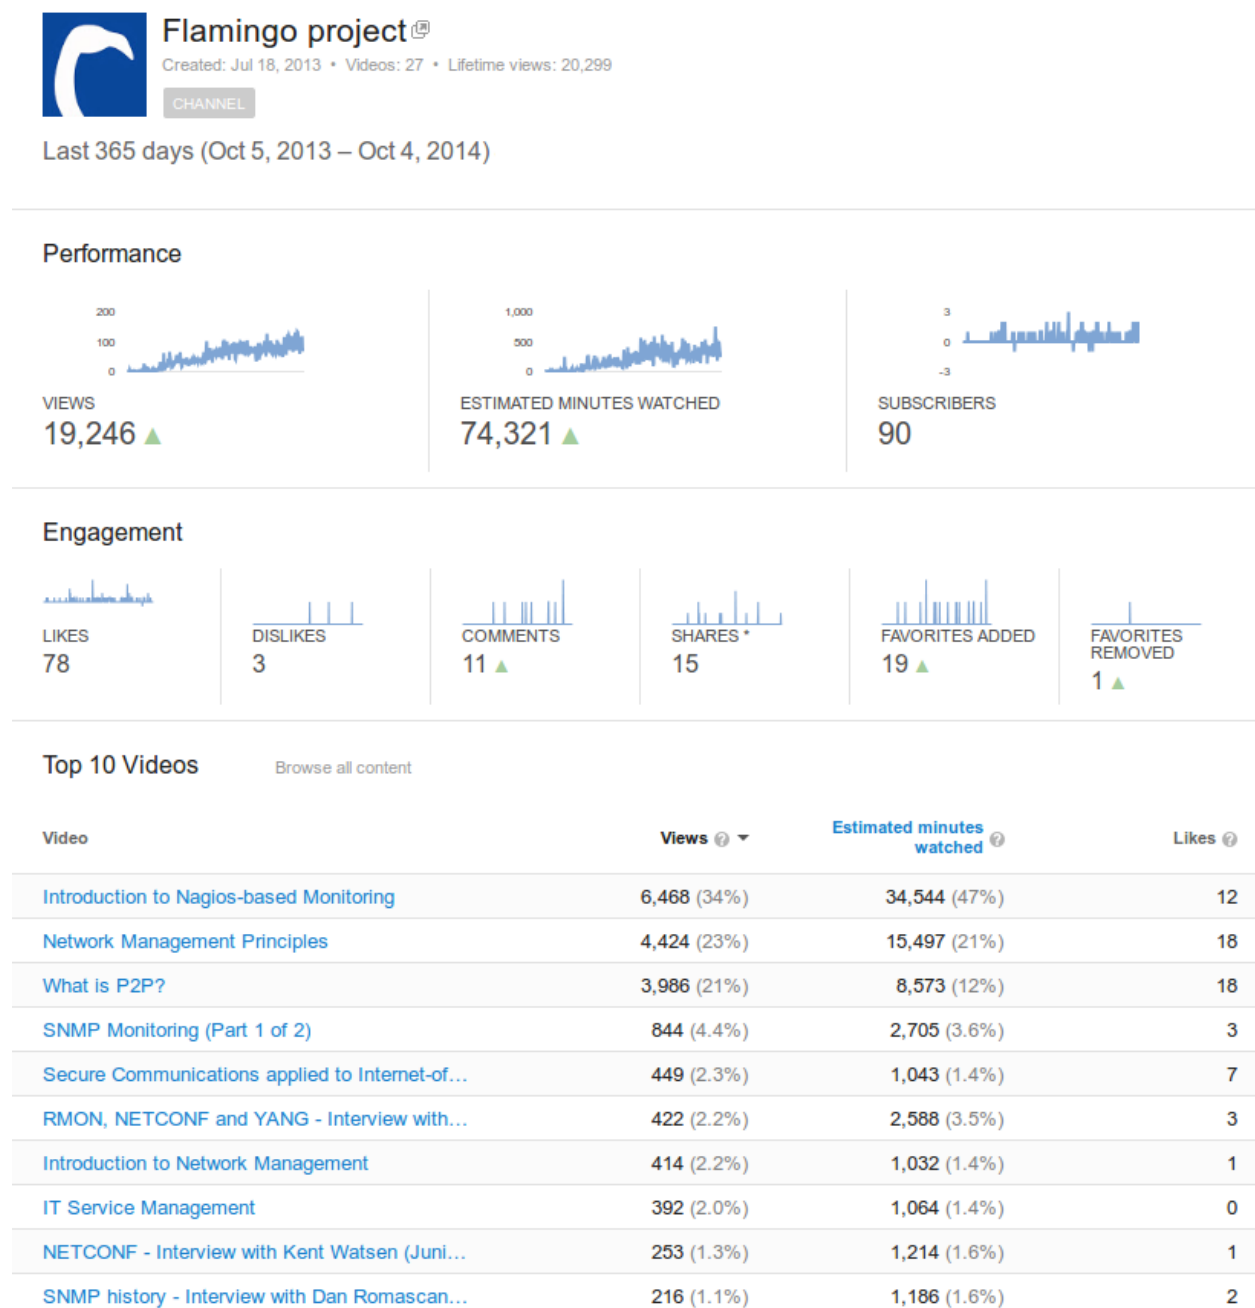 Flamingo project
Created: Jul 18, 2013 • Videos: 27 • Lifetime views: 20,299
CHANNEL
Last 365 days (Oct 5, 2013 – Oct 4, 2014)
Performance
200
100
0
VIEWS
19,246
1,000
500
0
ESTIMATED MINUTES WATCHED
74,321
3
0
-3
SUBSCRIBERS
90
Engagement
LIKES
78
DISLIKES
3
COMMENTS
11
SHARES *
15
FAVORITES ADDED
19
FAVORITES
REMOVED
1
Top 10 Videos Browse all content
Video Views ? Estimated minutes watched ? Likes ?
Introduction to Nagios-based Monitoring 6,468 (34%) 34,544 (47%) 12
Network Management Principles 4,424 (23%) 15,497 (21%) 18
What is P2P? 3,986 (21%) 8,573 (12%) 18
SNMP Monitoring (Part 1 of 2) 844 (4.4%) 2,705 (3.6%) 3
Secure Communications applied to Internet-of… 449 (2.3%) 1,043 (1.4%) 7
RMON, NETCONF and YANG - Interview with… 422 (2.2%) 2,588 (3.5%) 3
Introduction to Network Management 414 (2.2%) 1,032 (1.4%) 1
IT Service Management 392 (2.0%) 1,064 (1.4%) 0
NETCONF - Interview with Kent Watsen (Juni… 253 (1.3%) 1,214 (1.6%) 1
SNMP history - Interview with Dan Romascan… 216 (1.1%) 1,186 (1.6%) 2